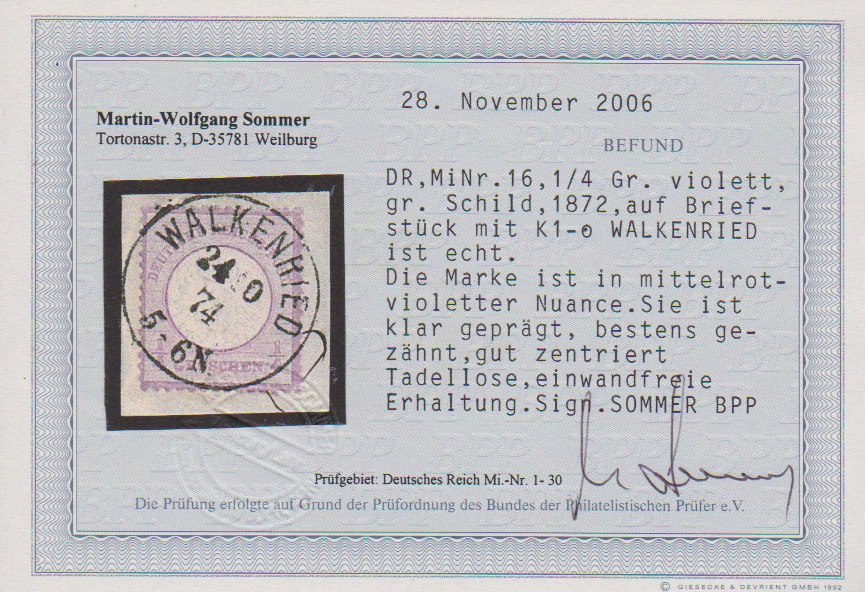 28. November 2006
Martin-Wolfgang Sommer
Tortonastr. 3, D-35781 Weilburg
BEFUND
DR,MiNr.16,1/4 Gr. violett,
gr. Schild,1872,auf Brief-
stück mit K1-o WALKENRIED
ist echt.
Die Marke ist in mittelrot-
violetter Nuance.Sie ist
klar geprägt, bestens ge-
zähnt,gut zentriert
Tadellose,einwandfreie
Erhaltung.Sign.SOMMER BPP
WALKENRIED
24 10
74
5-6N.
Prüfgebiet: Deutsches Reich Mi.-Nr. 1- 30
Die Prüfung erfolgte auf Grund der Prüfordnung des Bundes der Philatelistischen Prüfer e.V.
© GIESECKE & DEVRIENT GMBH 1992